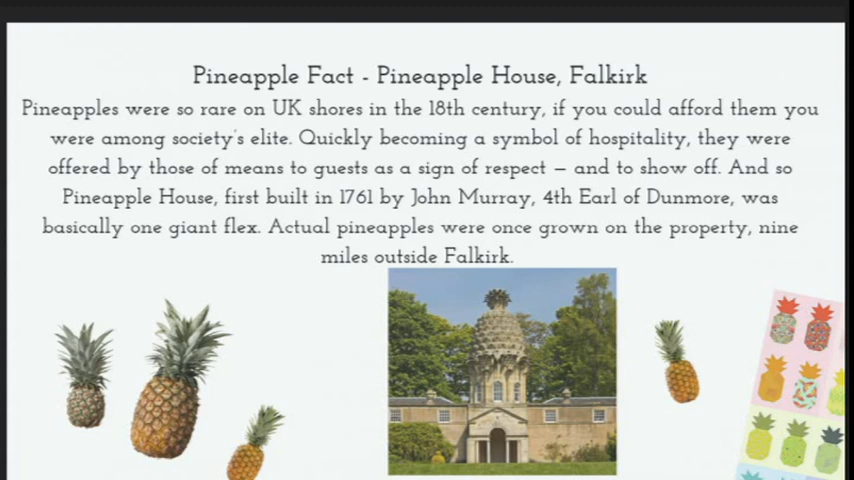 Pineapple Fact - Pineapple House, Falkirk
Pineapples were so rare on UK shores in the 18th century, if you could afford them you
were among society's elite. Quickly becoming a symbol of hospitality, they were
offered by those of means to guests as a sign of respect – and to show off. And so
Pineapple House, first built in 1761 by John Murray, 4th Earl of Dunmore, was
basically one giant flex. Actual pineapples were once grown on the property, nine
miles outside Falkirk.